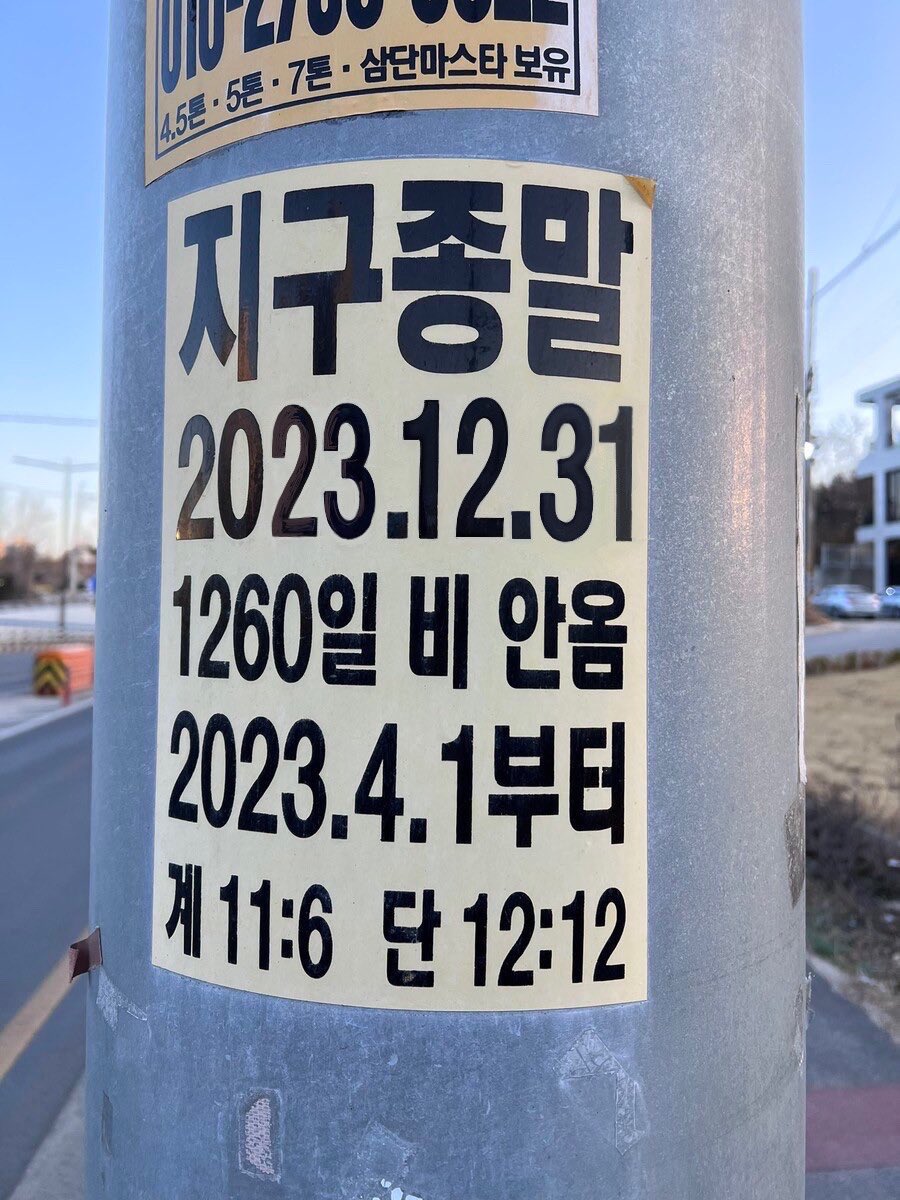 4.5톤 · 5톤 · 7톤 · 삼단마스타 보유
지구종말
2023.12.31
1260일 비 안옴
2023.4.1부터
계 11:6 단 12:12